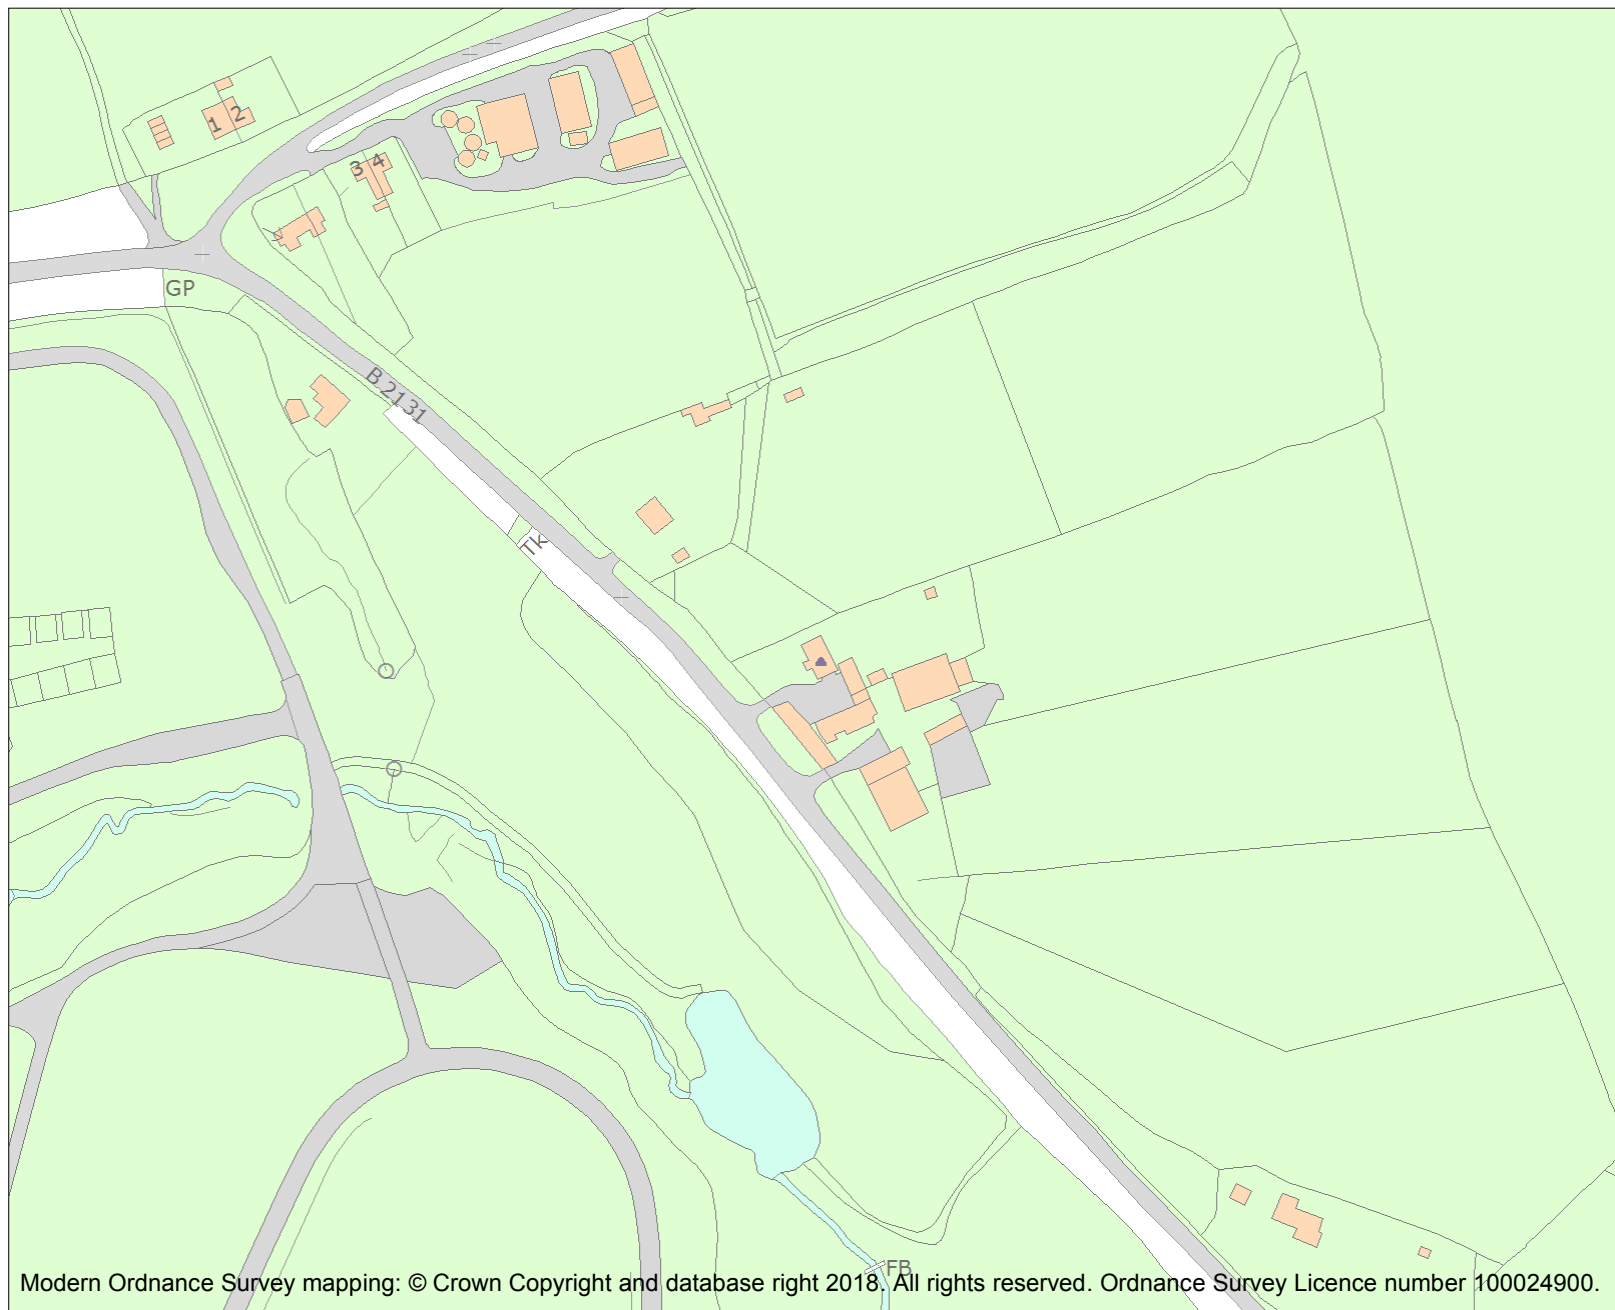 1 2
3 4
GP
B 2131
Tk
FB
Modern Ordnance Survey mapping: © Crown Copyright and database right 2018. All rights reserved. Ordnance Survey Licence number 100024900.